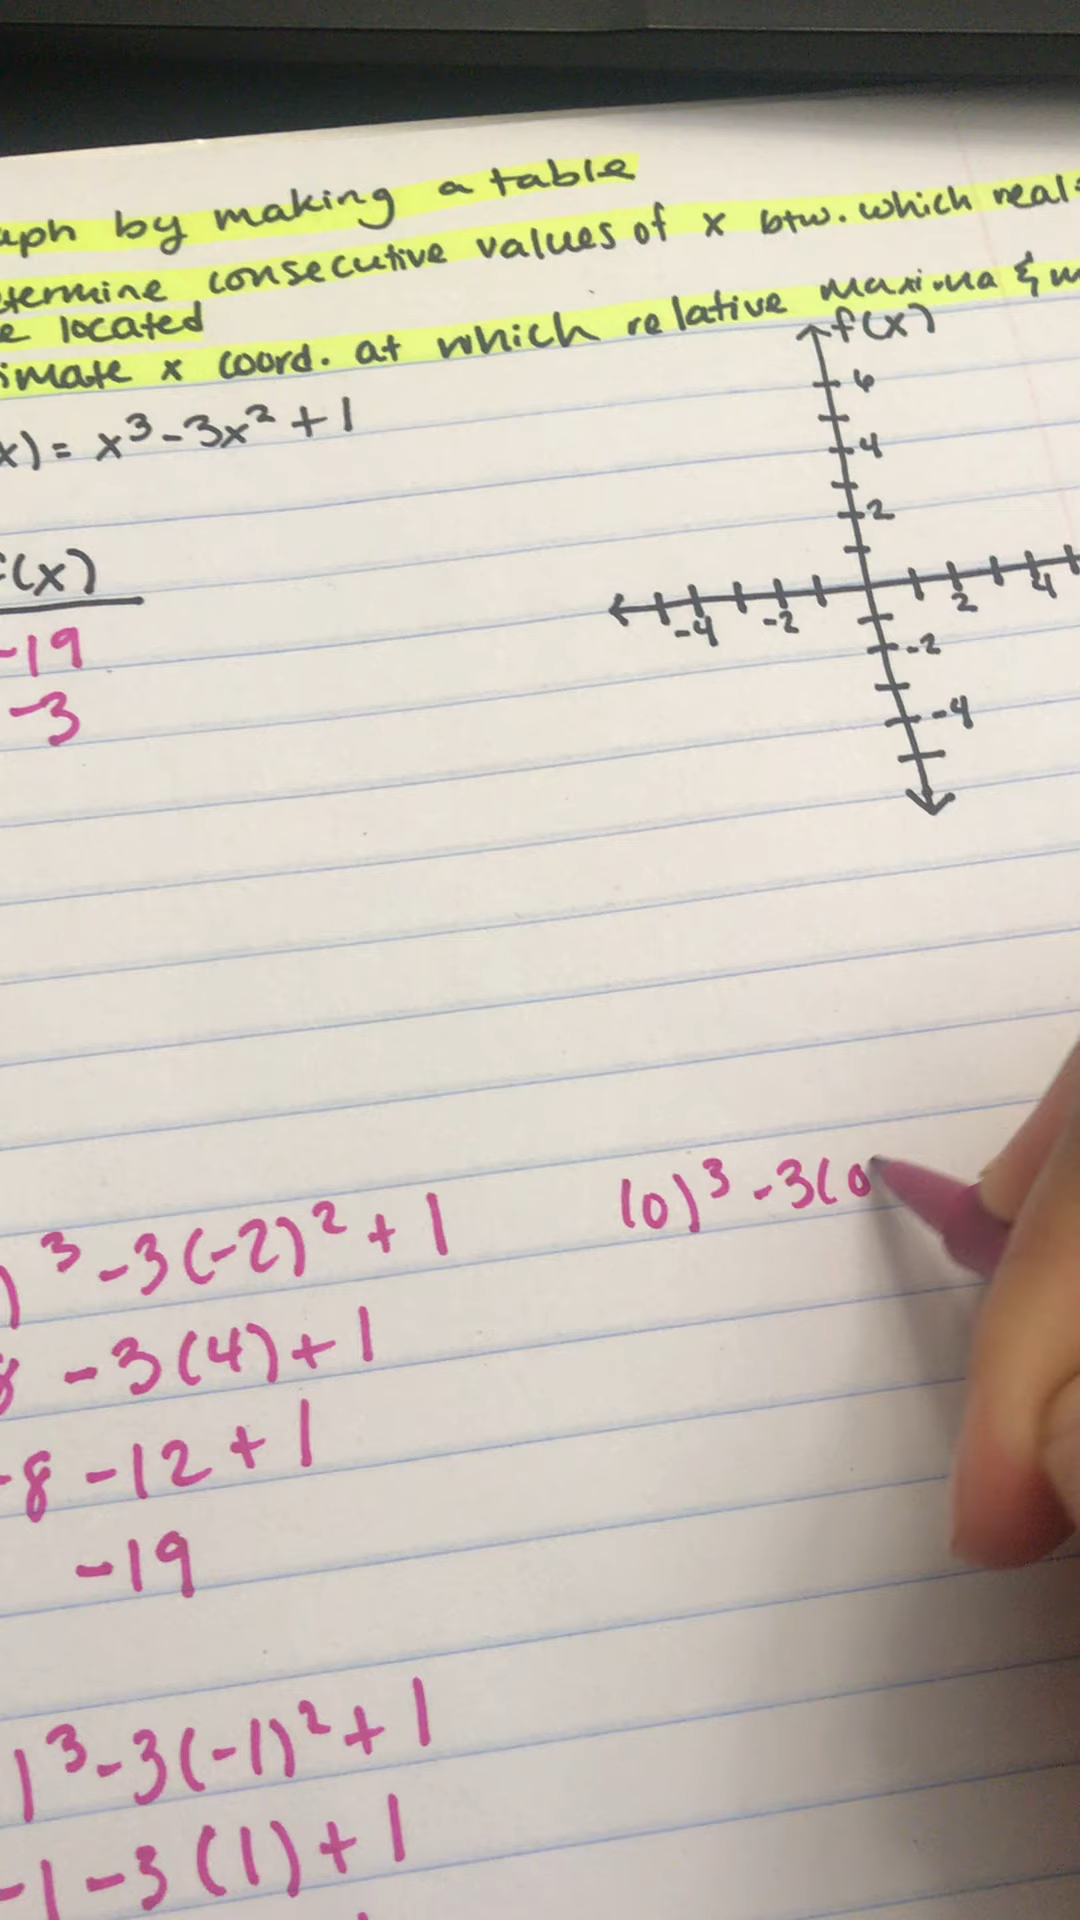 aph by making a table
termine consecutive values of x btw. which real
e located
imate x coord. at which relative maxima & m
x) = x³ - 3x² + 1
f(x)
-19
-3
f(x)
6
4
2
-4 -2 2 4
-2
-4
) ³ - 3(-2)² + 1
8 - 3(4) + 1
-8 - 12 + 1
-19
(0)³ - 3(0
1³ - 3(-1)² + 1
-1 - 3(1) + 1